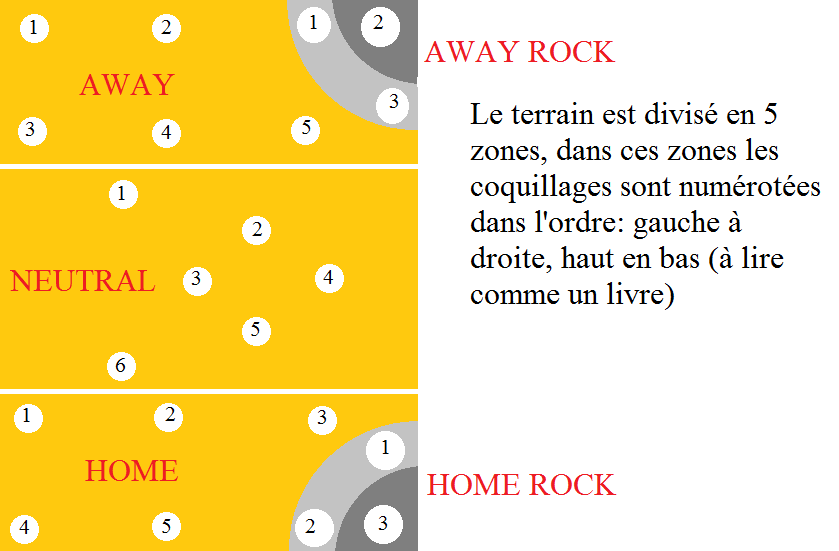 1 2 1 2
AWAY ROCK
AWAY
3
3 4 5
Le terrain est divisé en 5
zones, dans ces zones les
coquillages sont numérotées
dans l'ordre: gauche à
droite, haut en bas (à lire
comme un livre)
1
2
NEUTRAL 3 4
5
6
1 2 3
1
HOME
HOME ROCK
4 5 2 3